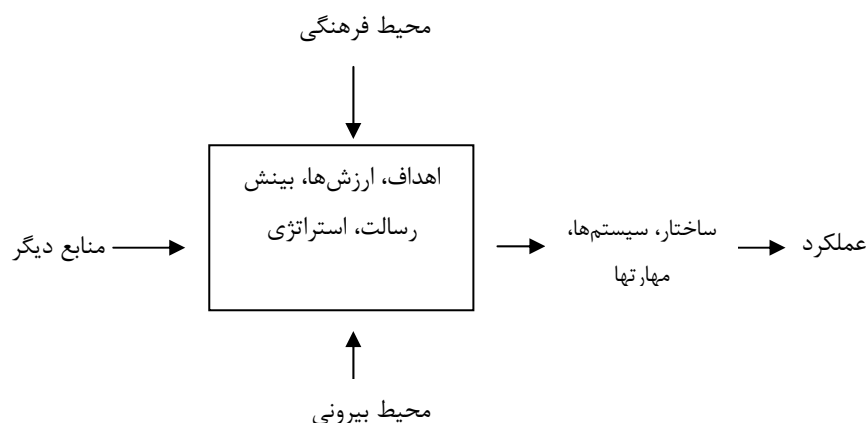 محیط فرهنگی
اهداف، ارزش‌ها، بینش
رسالت، استراتژی
منابع دیگر
ساختار، سیستم‌ها،
مهارتها
عملکرد
محیط بیرونی